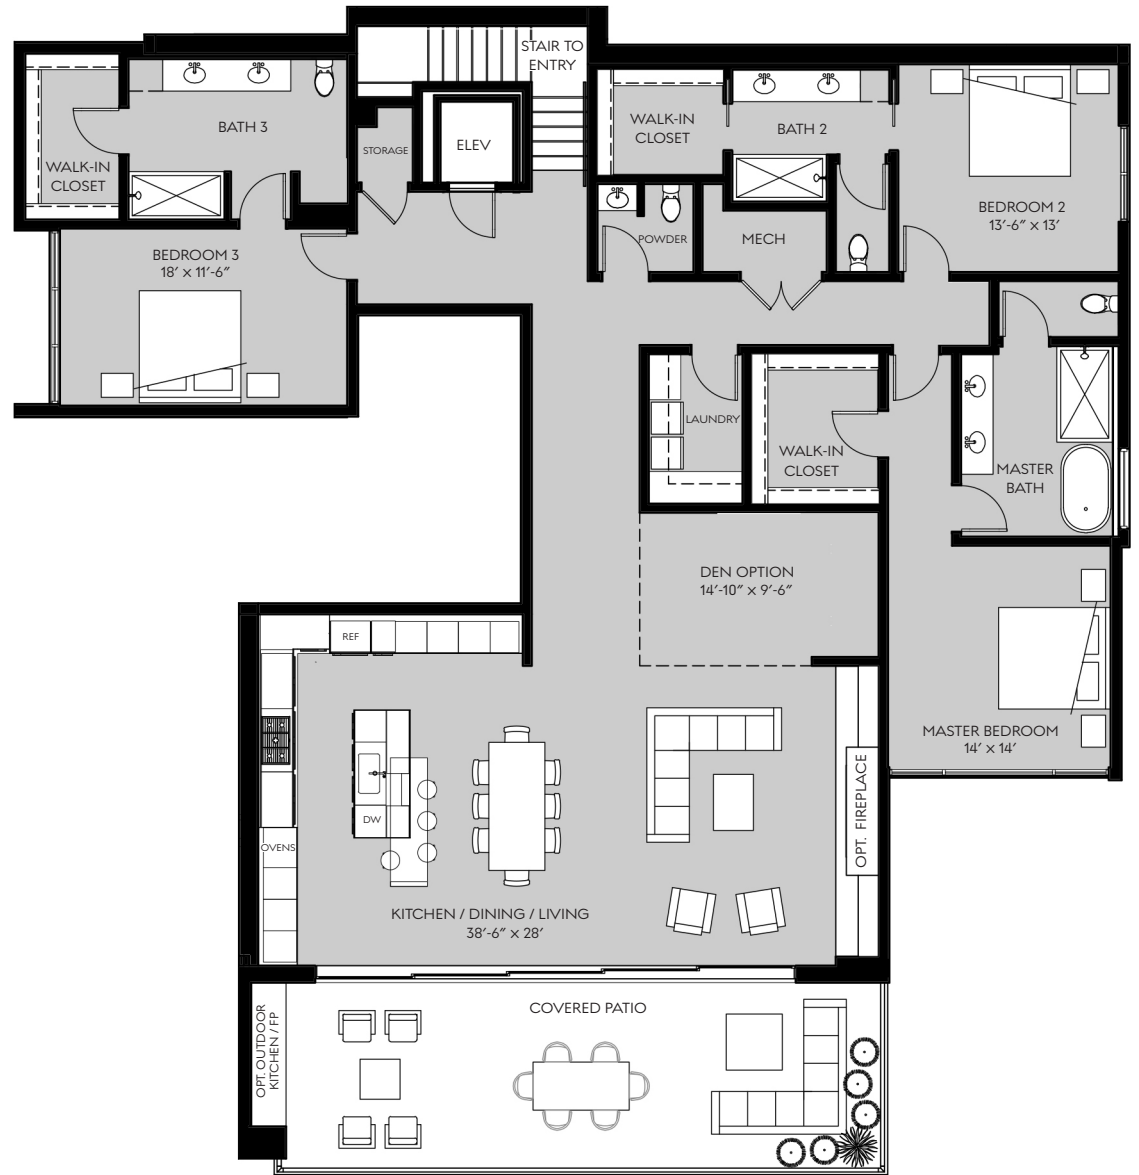 STAIR TO
ENTRY
BATH 3
WALK-IN
CLOSET
STORAGE
ELEV
WALK-IN
CLOSET
BATH 2
BEDROOM 2
13'-6" x 13'
POWDER
MECH
BEDROOM 3
18' x 11'-6"
LAUNDRY
WALK-IN
CLOSET
MASTER
BATH
DEN OPTION
14'-10" x 9'-6"
REF
MASTER BEDROOM
14' x 14'
OPT. FIREPLACE
DW
OVENS
KITCHEN / DINING / LIVING
38'-6" x 28'
COVERED PATIO
OPT. OUTDOOR
KITCHEN / FP